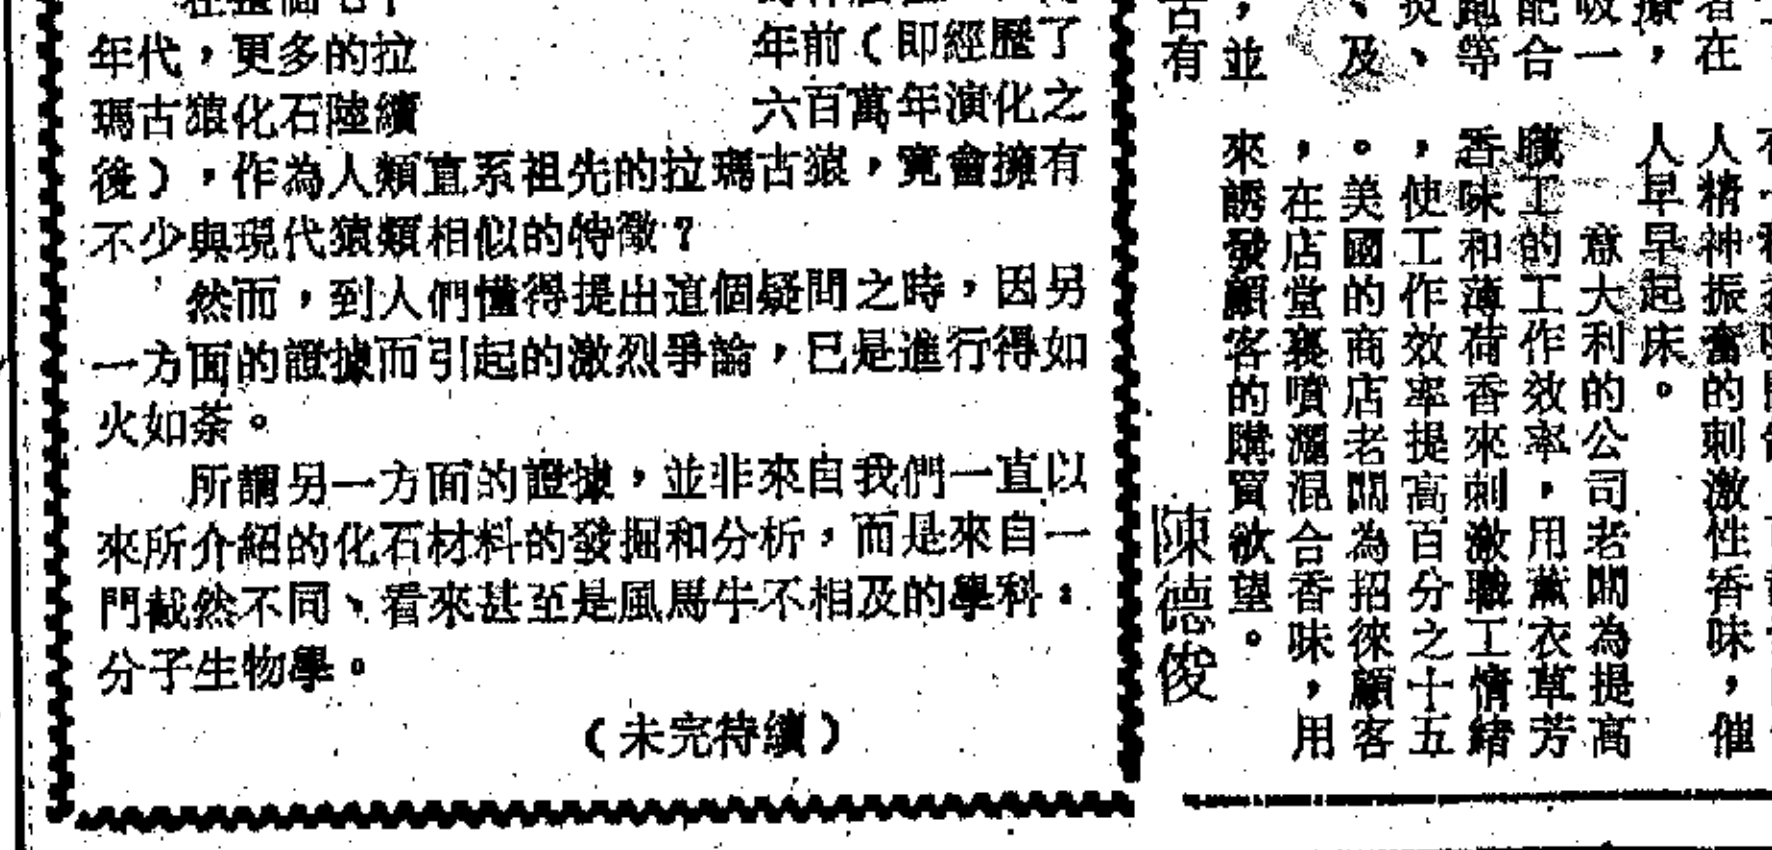 年代，更多的拉
瑪古猿化石陸續
年前（即經歷了
六百萬年演化之
後），作為人類直系祖先的拉瑪古猿，竟會擁有
不少與現代猿類相似的特徵？
然而，到人們懂得提出這個疑問之時，因另
一方面的證據而引起的激烈爭論，已是進行得如
火如荼。
所謂另一方面的證據，並非來自我們一直以
來所介紹的化石材料的發掘和分析，而是來自一
門截然不同、看來甚至是風馬牛不相及的學科：
分子生物學。
（未完待續）
人精神振奮的刺激性香味，催
人早早起床。
意大利的公司老闆為提高
職工的工作效率，用薰衣草芳
香味和薄荷香來刺激職工情緒
，使工作效率提高百分之十五
。美國的商店老闆為招徠顧客
，在店堂裏噴灑混合香味，用
來誘發顧客的購買欲望。
陳德俊